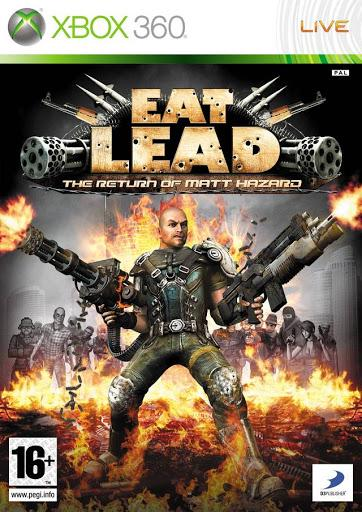 XBOX 360
LIVE
PAL
EAT
LEAD
THE RETURN OF MATT HAZARD
16+
www.pegi.info
D3PUBLISHER